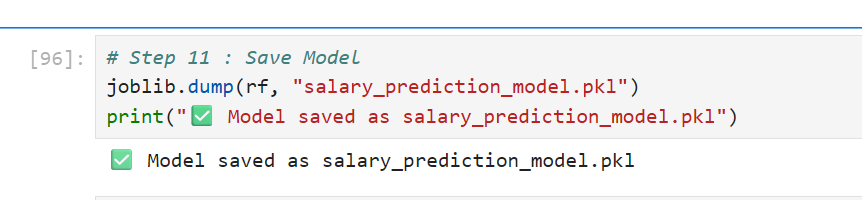 [96]: # Step 11 : Save Model
joblib.dump(rf, "salary_prediction_model.pkl")
print("✅ Model saved as salary_prediction_model.pkl")
✅ Model saved as salary_prediction_model.pkl